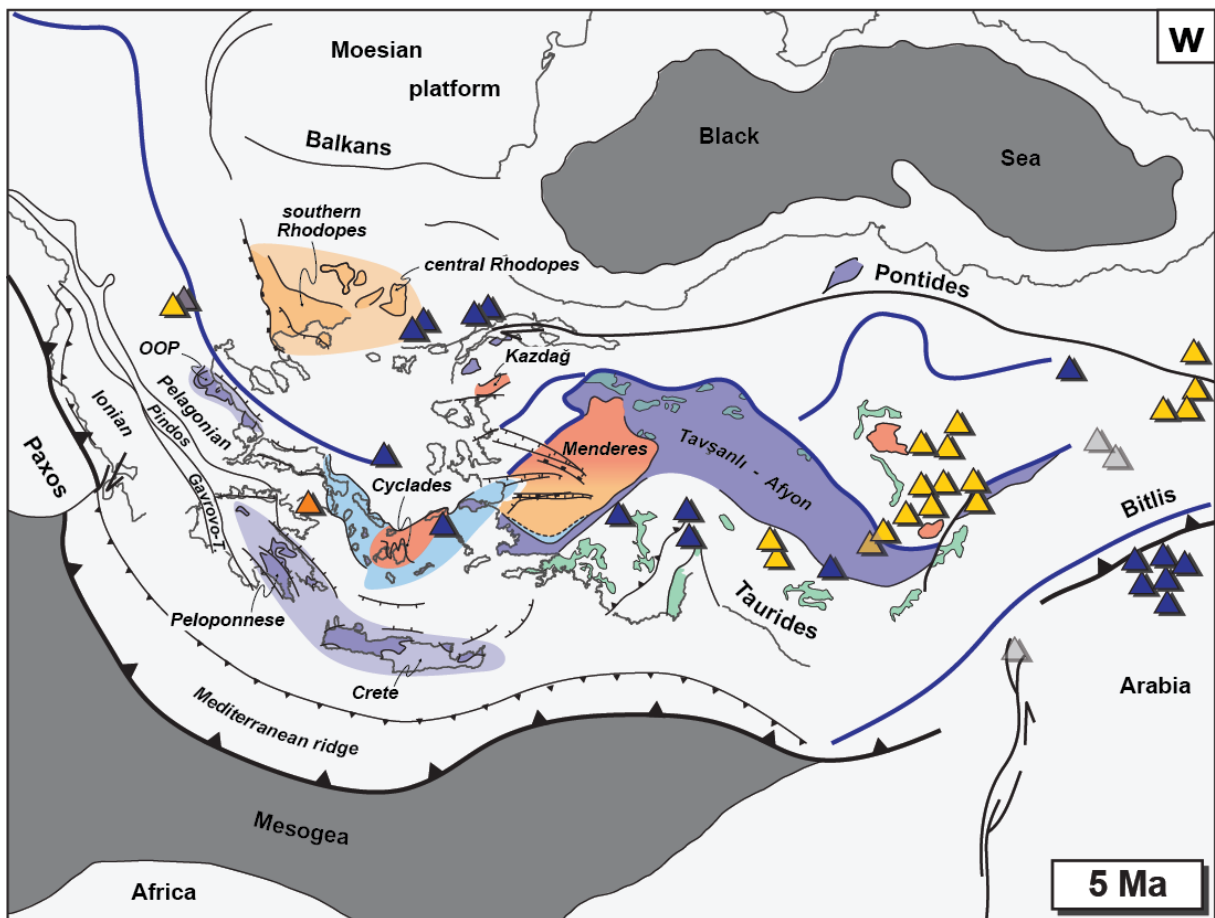 W
Moesian
platform
Balkans
Black
Sea
southern
Rhodopes
central Rhodopes
Pontides
OOP
Kazdağ
Pelagonian
Ionian
Pindos
Paxos
Menderes
Tavşanlı - Afyon
Cyclades
Gavrovo-T.
Bitlis
Peloponnese
Taurides
Crete
Arabia
Mediterranean ridge
Mesogea
Africa
5 Ma